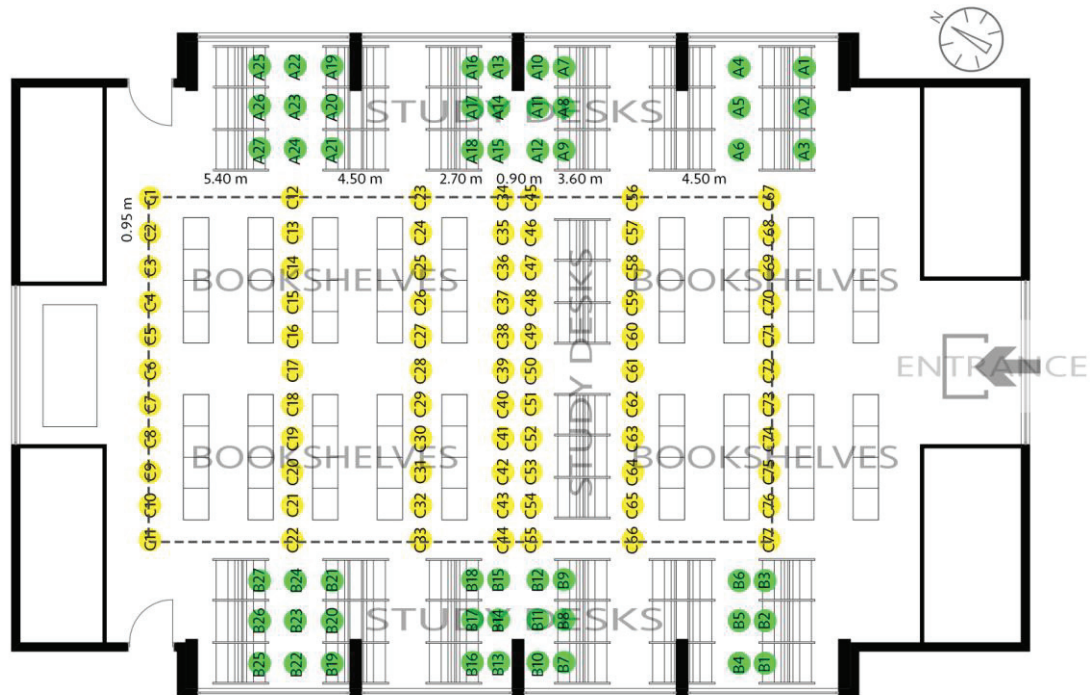 N
A25 A22 A19 A16 A13 A10 A7 A4 A1
A26 A23 A20 A17 A14 A11 A8 A5 A2
STUDY DESKS
A27 A24 A21 A18 A15 A12 A9 A6 A3
5.40 m 4.50 m 2.70 m 0.90 m 3.60 m 4.50 m
0.95 m
C1 C12 C23 C34 C45 C56 C67
C2 C13 C24 C35 C46 C57 C68
C3 C14 C25 C36 C47 C58 C69
BOOKSHELVES BOOKSHELVES
C4 C15 C26 C37 C48 C59 C70
C5 C16 C27 C38 C49 C60 C71
STUDY DESKS
C6 C17 C28 C39 C50 C61 C72
ENTRANCE
C7 C18 C29 C40 C51 C62 C73
C8 C19 C30 C41 C52 C63 C74
BOOKSHELVES BOOKSHELVES
C9 C20 C31 C42 C53 C64 C75
C10 C21 C32 C43 C54 C65 C76
C11 C22 C33 C44 C55 C66 C77
B27 B24 B21 B18 B15 B12 B9 B6 B3
B26 B23 B20 B17 B14 B11 B8 B5 B2
STUDY DESKS
B25 B22 B19 B16 B13 B10 B7 B4 B1